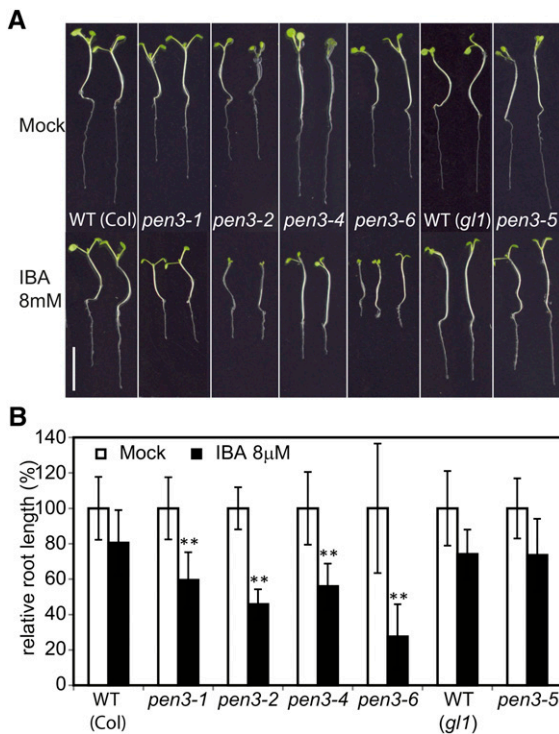 A
Mock
WT (Col) pen3-1 pen3-2 pen3-4 pen3-6 WT (gl1) pen3-5
IBA
8mM
B
Mock IBA 8µM
relative root length (%)
140
120
100
80
60
40
20
0
** ** ** **
WT
(Col)
pen3-1 pen3-2 pen3-4 pen3-6
WT
(gl1)
pen3-5